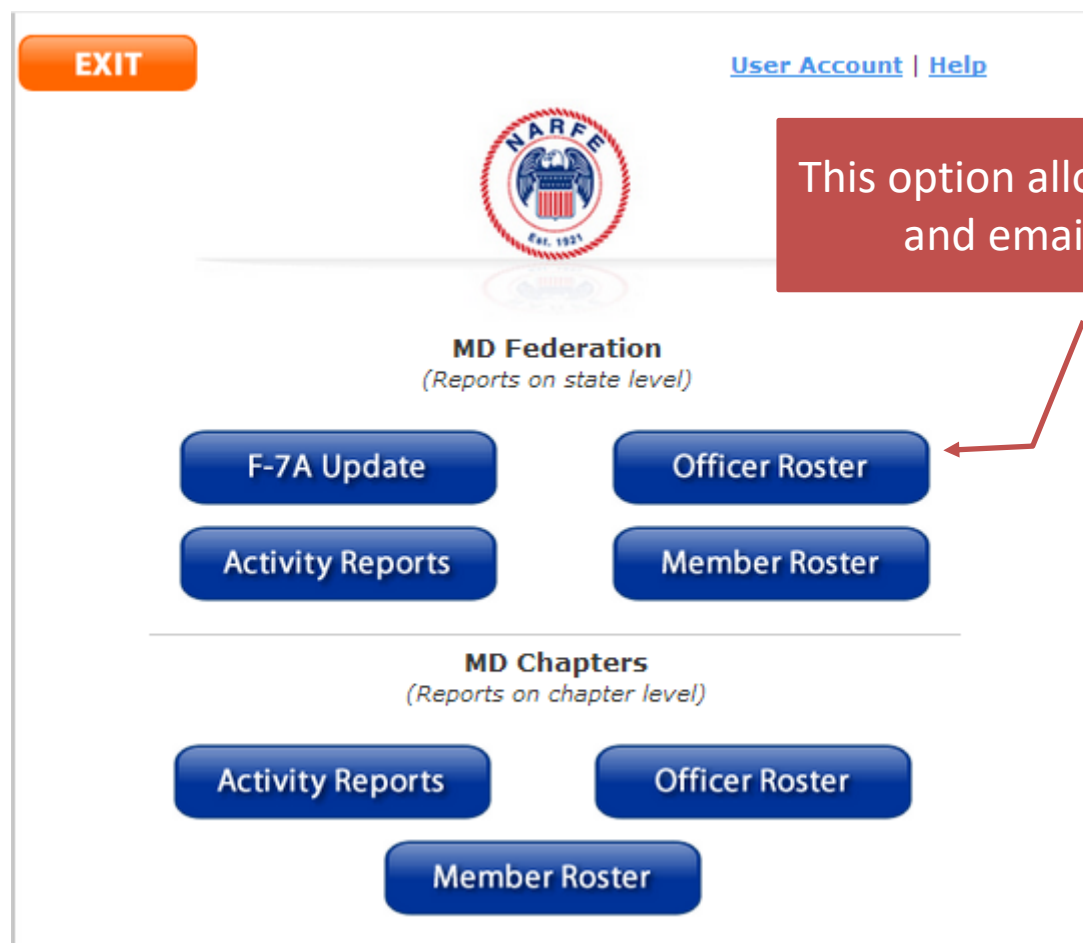 EXIT
User Account | Help
NARFE
Est. 1921
This option allo
and emai
MD Federation
(Reports on state level)
F-7A Update
Officer Roster
Activity Reports
Member Roster
MD Chapters
(Reports on chapter level)
Activity Reports
Officer Roster
Member Roster